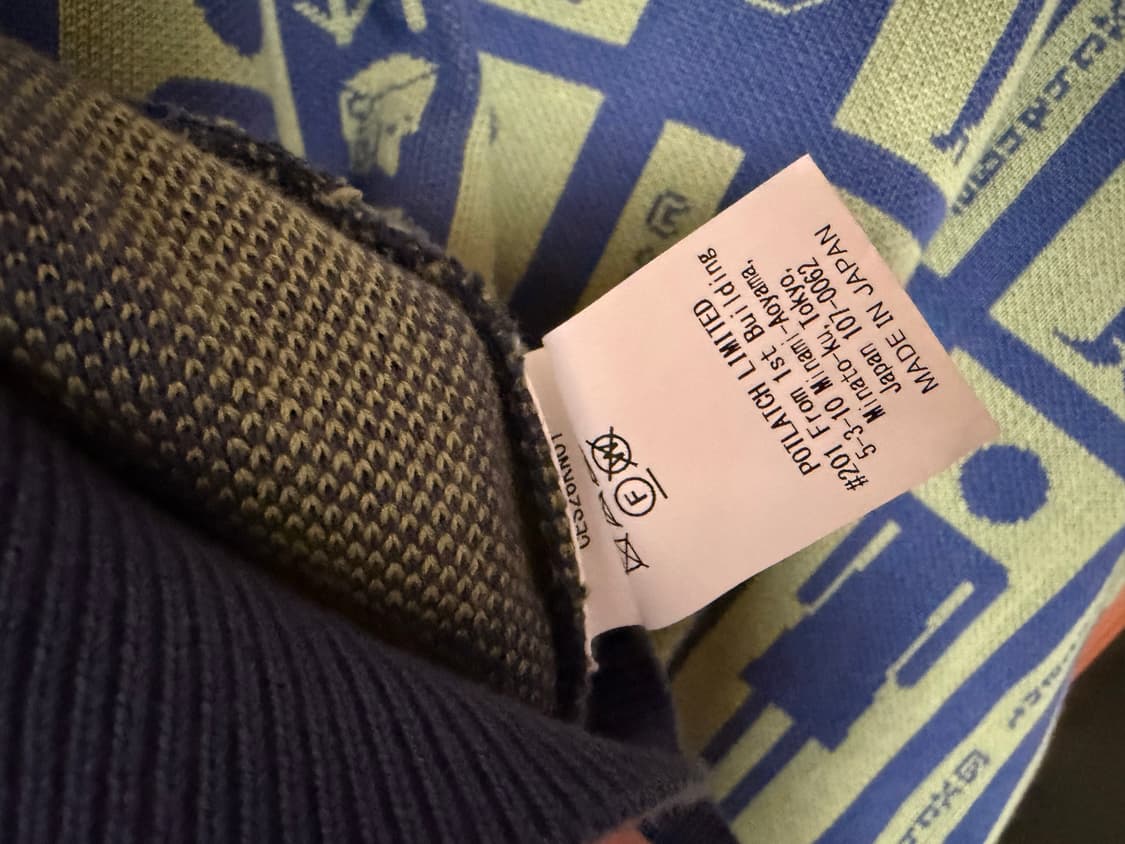 POTLATCH LIMITED
#201 From 1st Building
5-3-10 Minami-Aoyama,
Minato-ku, Tokyo,
Japan 107-0062
MADE IN JAPAN
F
W